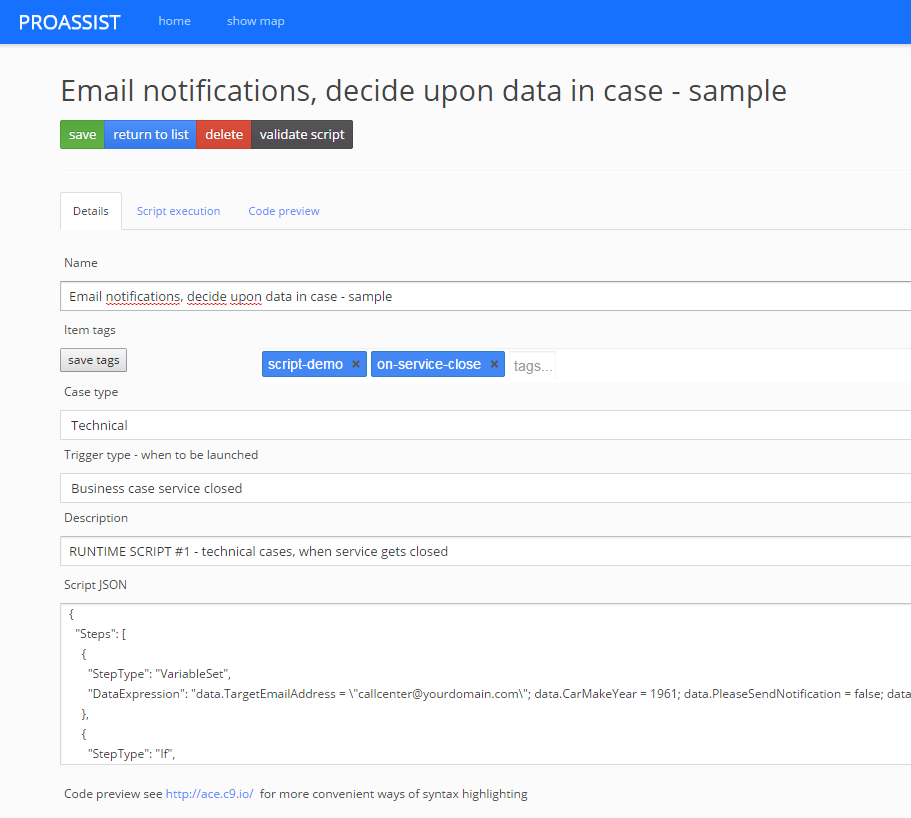 PROASSIST home show map
Email notifications, decide upon data in case - sample
save return to list delete validate script
Details Script execution Code preview
Name
Email notifications, decide upon data in case - sample
Item tags
save tags script-demo × on-service-close × tags...
Case type
Technical
Trigger type - when to be launched
Business case service closed
Description
RUNTIME SCRIPT #1 - technical cases, when service gets closed
Script JSON
{
"Steps": [
{
"StepType": "VariableSet",
"DataExpression": "data.TargetEmailAddress = \"callcenter@yourdomain.com\"; data.CarMakeYear = 1961; data.PleaseSendNotification = false; data
},
{
"StepType": "If",
Code preview see http://ace.c9.io/ for more convenient ways of syntax highlighting